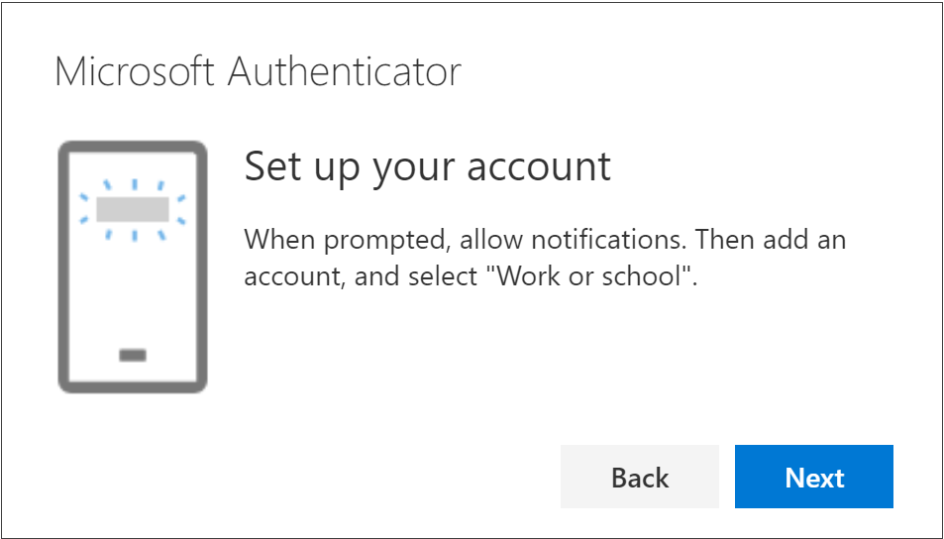 Microsoft Authenticator
Set up your account
When prompted, allow notifications. Then add an
account, and select "Work or school".
Back
Next